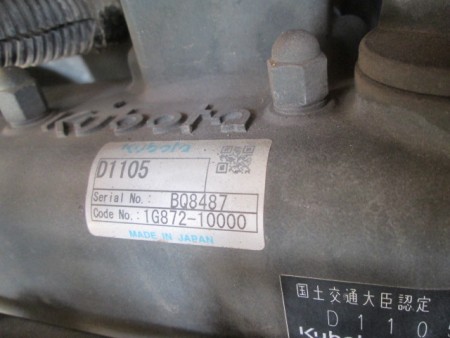 Kubota
Kubota
D1105
Serial No.: BQ8487
Code No.: 1G872-10000
MADE IN JAPAN
国土交通大臣認定
D110
Kubota